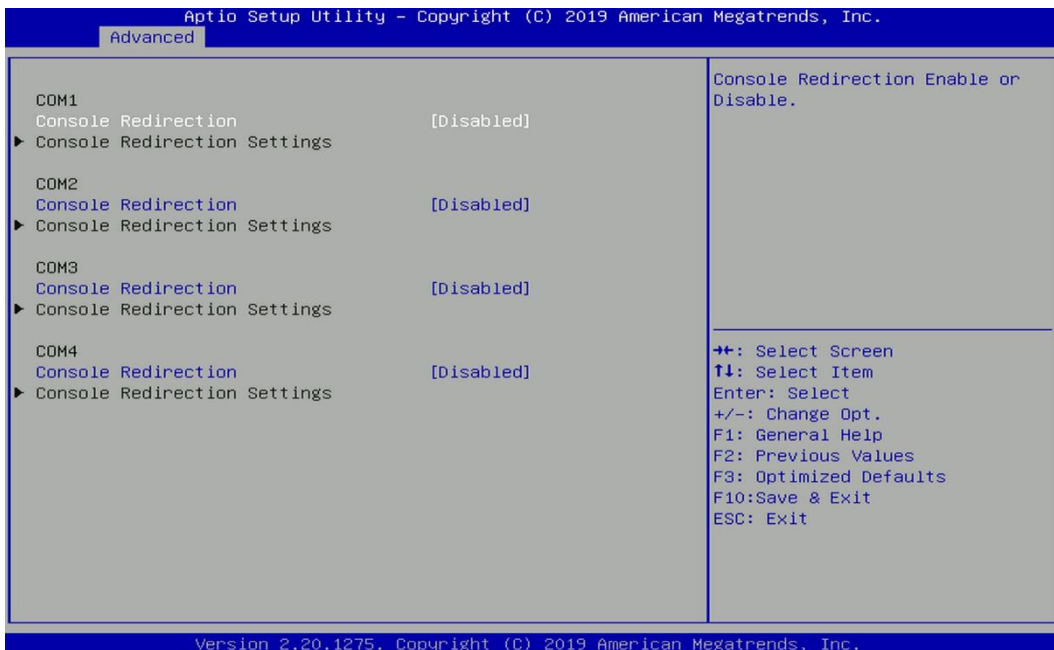 Aptio Setup Utility – Copyright (C) 2019 American Megatrends, Inc.
Advanced
COM1
Console Redirection [Disabled]
▶ Console Redirection Settings
COM2
Console Redirection [Disabled]
▶ Console Redirection Settings
COM3
Console Redirection [Disabled]
▶ Console Redirection Settings
COM4
Console Redirection [Disabled]
▶ Console Redirection Settings
Console Redirection Enable or
Disable.
→←: Select Screen
↑↓: Select Item
Enter: Select
+/-: Change Opt.
F1: General Help
F2: Previous Values
F3: Optimized Defaults
F10:Save & Exit
ESC: Exit
Version 2.20.1275. Copyright (C) 2019 American Megatrends, Inc.